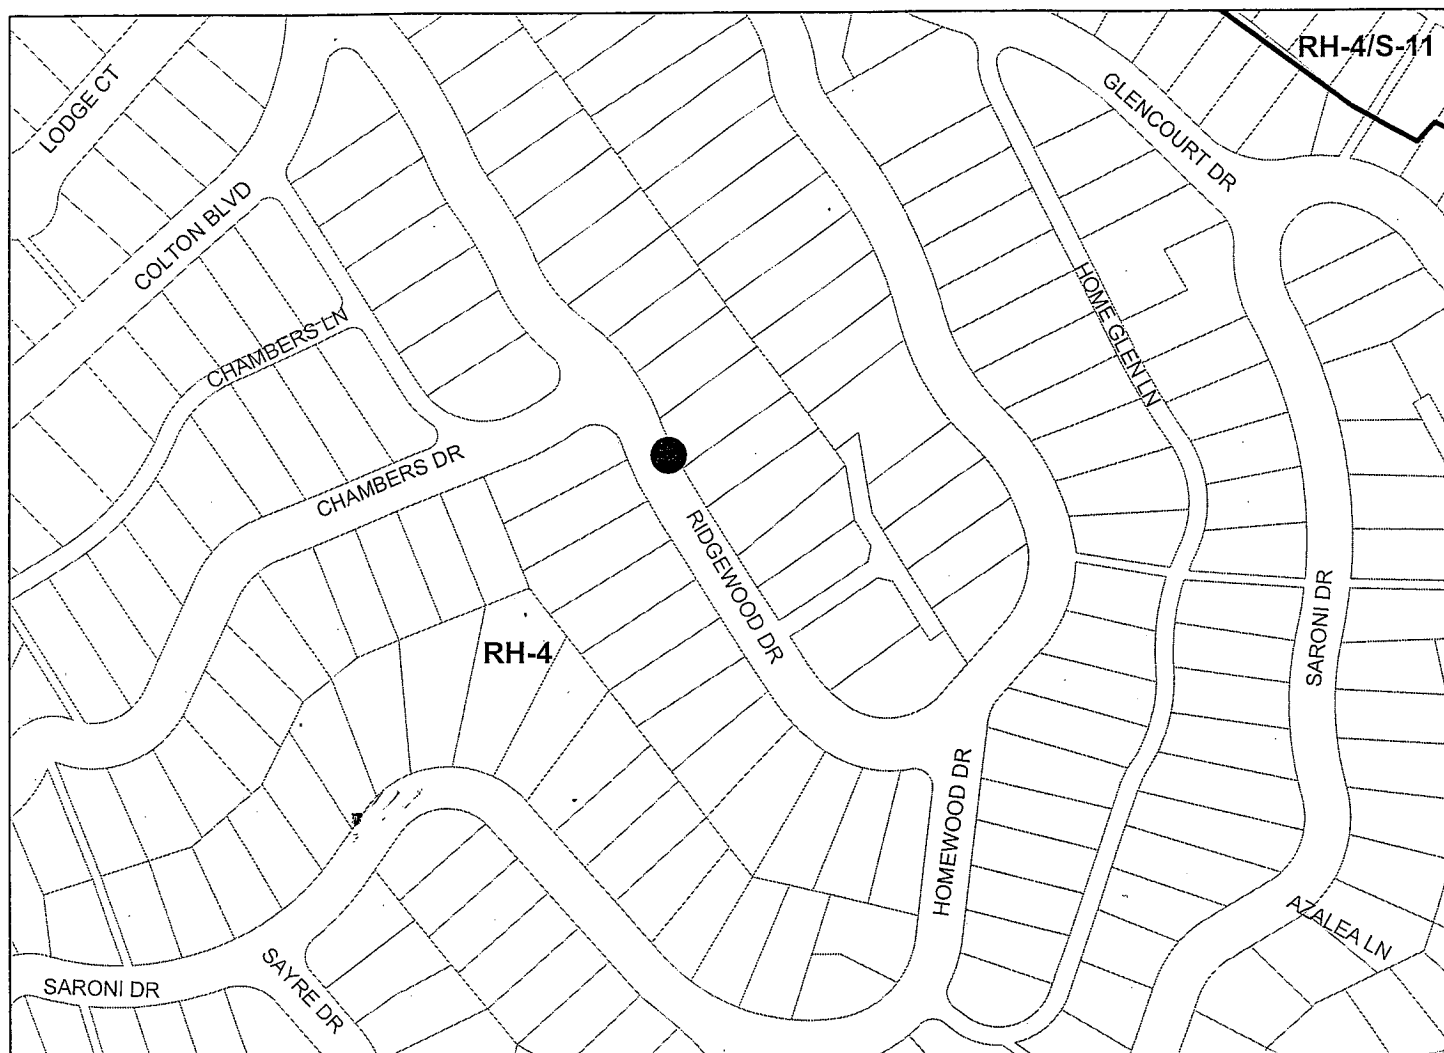 RH-4/S-11
LODGE CT
GLENCOURT DR
COLTON BLVD
CHAMBERS LN
HOME GLEN LN
CHAMBERS DR
RIDGEWOOD DR
RH-4
SARONI DR
HOMEWOOD DR
AZALEA LN
SARONI DR
SAYRE DR